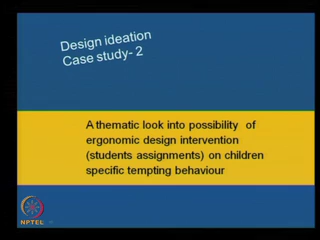 Design ideation
Case study- 2
A thematic look into possibility of
ergonomic design intervention
(students assignments) on children
specific tempting behaviour
NPTEL